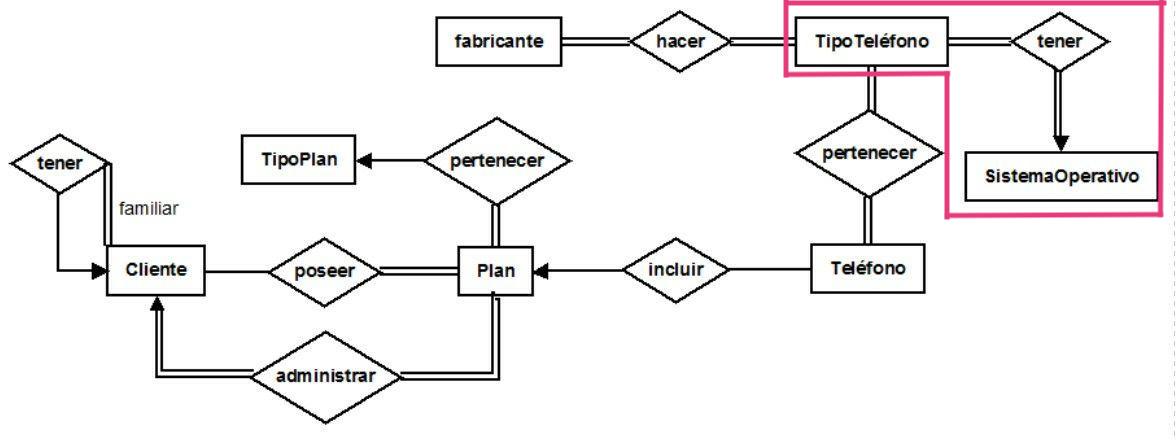 fabricante
hacer
TipoTeléfono
tener
tener
TipoPlan
pertenecer
pertenecer
SistemaOperativo
familiar
Cliente
poseer
Plan
incluir
Teléfono
administrar